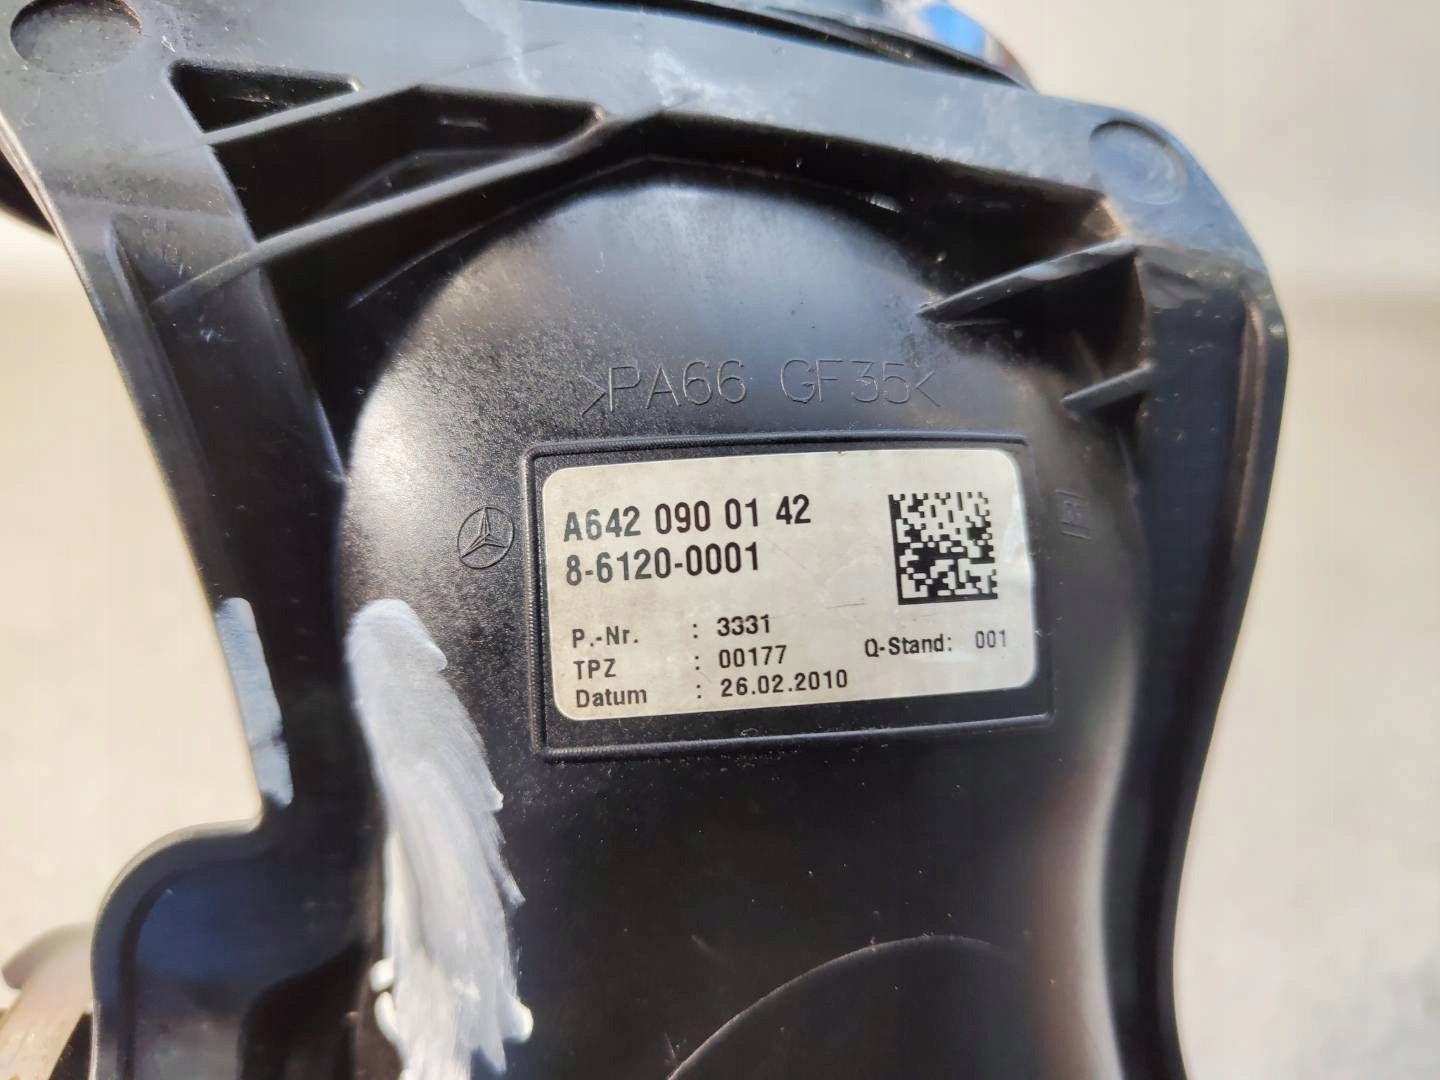 >PA66 GF35<
A642 090 01 42
8-6120-0001
P.-Nr. : 3331
TPZ : 00177 Q-Stand: 001
Datum : 26.02.2010